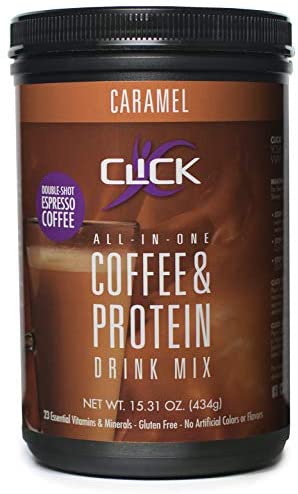 CARAMEL
CLICK
DOUBLE-SHOT
ESPRESSO
COFFEE
ALL-IN-ONE
COFFEE &
PROTEIN
DRINK MIX
NET WT. 15.31 OZ. (434g)
23 Essential Vitamins & Minerals - Gluten Free - No Artificial Colors or Flavors